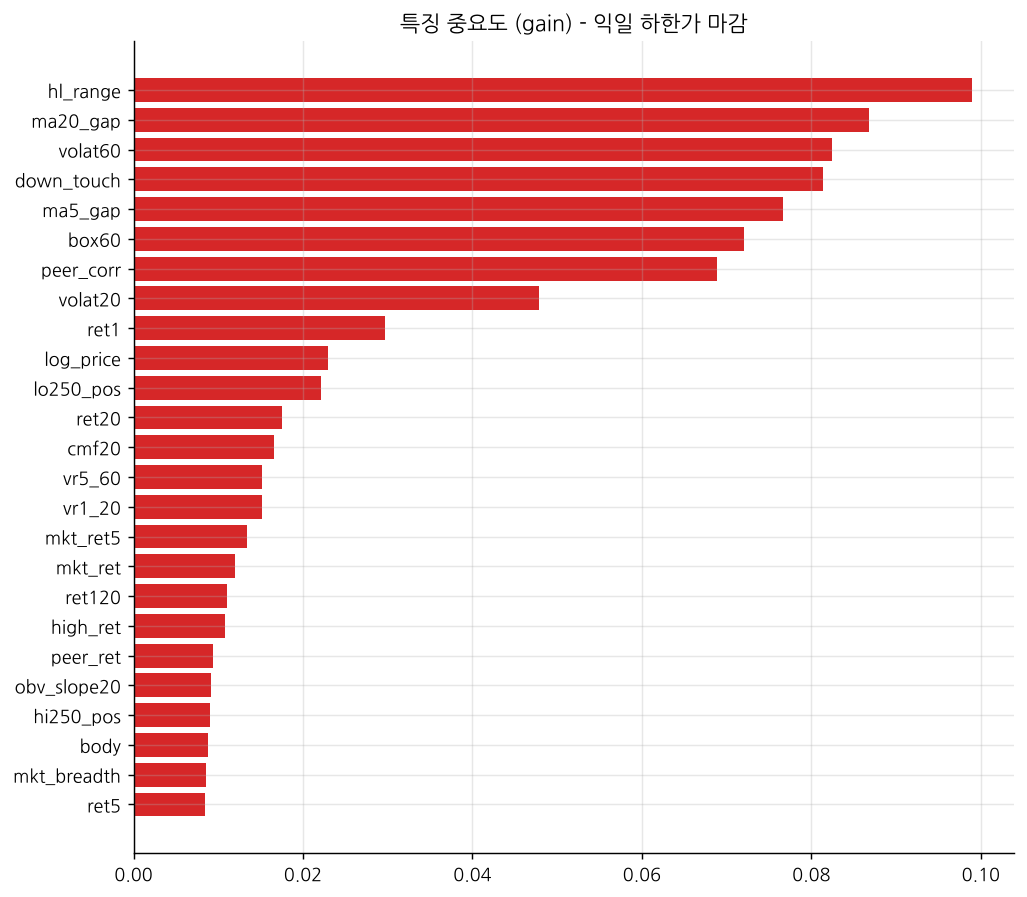 특징 중요도 (gain) - 익일 하한가 마감
hl_range
ma20_gap
volat60
down_touch
ma5_gap
box60
peer_corr
volat20
ret1
log_price
lo250_pos
ret20
cmf20
vr5_60
vr1_20
mkt_ret5
mkt_ret
ret120
high_ret
peer_ret
obv_slope20
hi250_pos
body
mkt_breadth
ret5
0.00 0.02 0.04 0.06 0.08 0.10